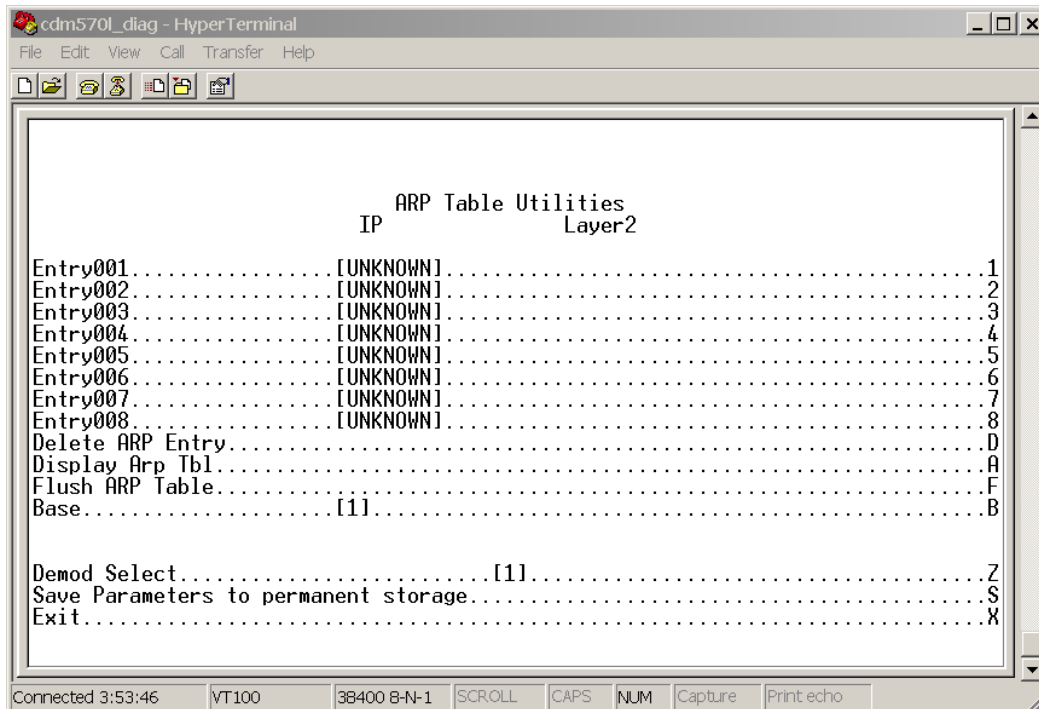 cdm570l_diag - HyperTerminal
File Edit View Call Transfer Help
ARP Table Utilities
IP Layer2
Entry001.................[UNKNOWN]..............................................1
Entry002.................[UNKNOWN]..............................................2
Entry003.................[UNKNOWN]..............................................3
Entry004.................[UNKNOWN]..............................................4
Entry005.................[UNKNOWN]..............................................5
Entry006.................[UNKNOWN]..............................................6
Entry007.................[UNKNOWN]..............................................7
Entry008.................[UNKNOWN]..............................................8
Delete ARP Entry................................................................D
Display Arp Tbl.................................................................A
Flush ARP Table.................................................................F
Base.....................[1]....................................................B
Demod Select..........................[1].......................................Z
Save Parameters to permanent storage............................................S
Exit............................................................................X
Connected 3:53:46 VT100 38400 8-N-1 SCROLL CAPS NUM Capture Print echo